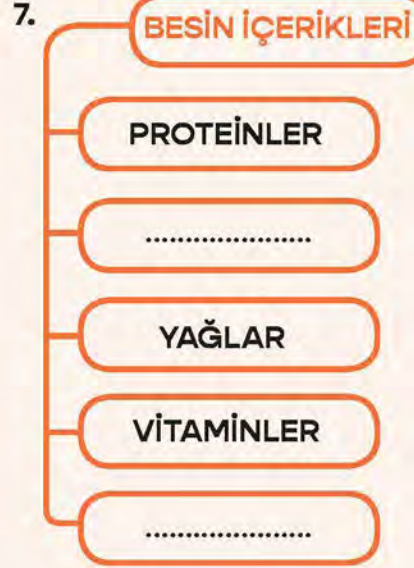 7.
BESİN İÇERİKLERİ
PROTEİNLER
.....................
YAĞLAR
VİTAMİNLER
.....................